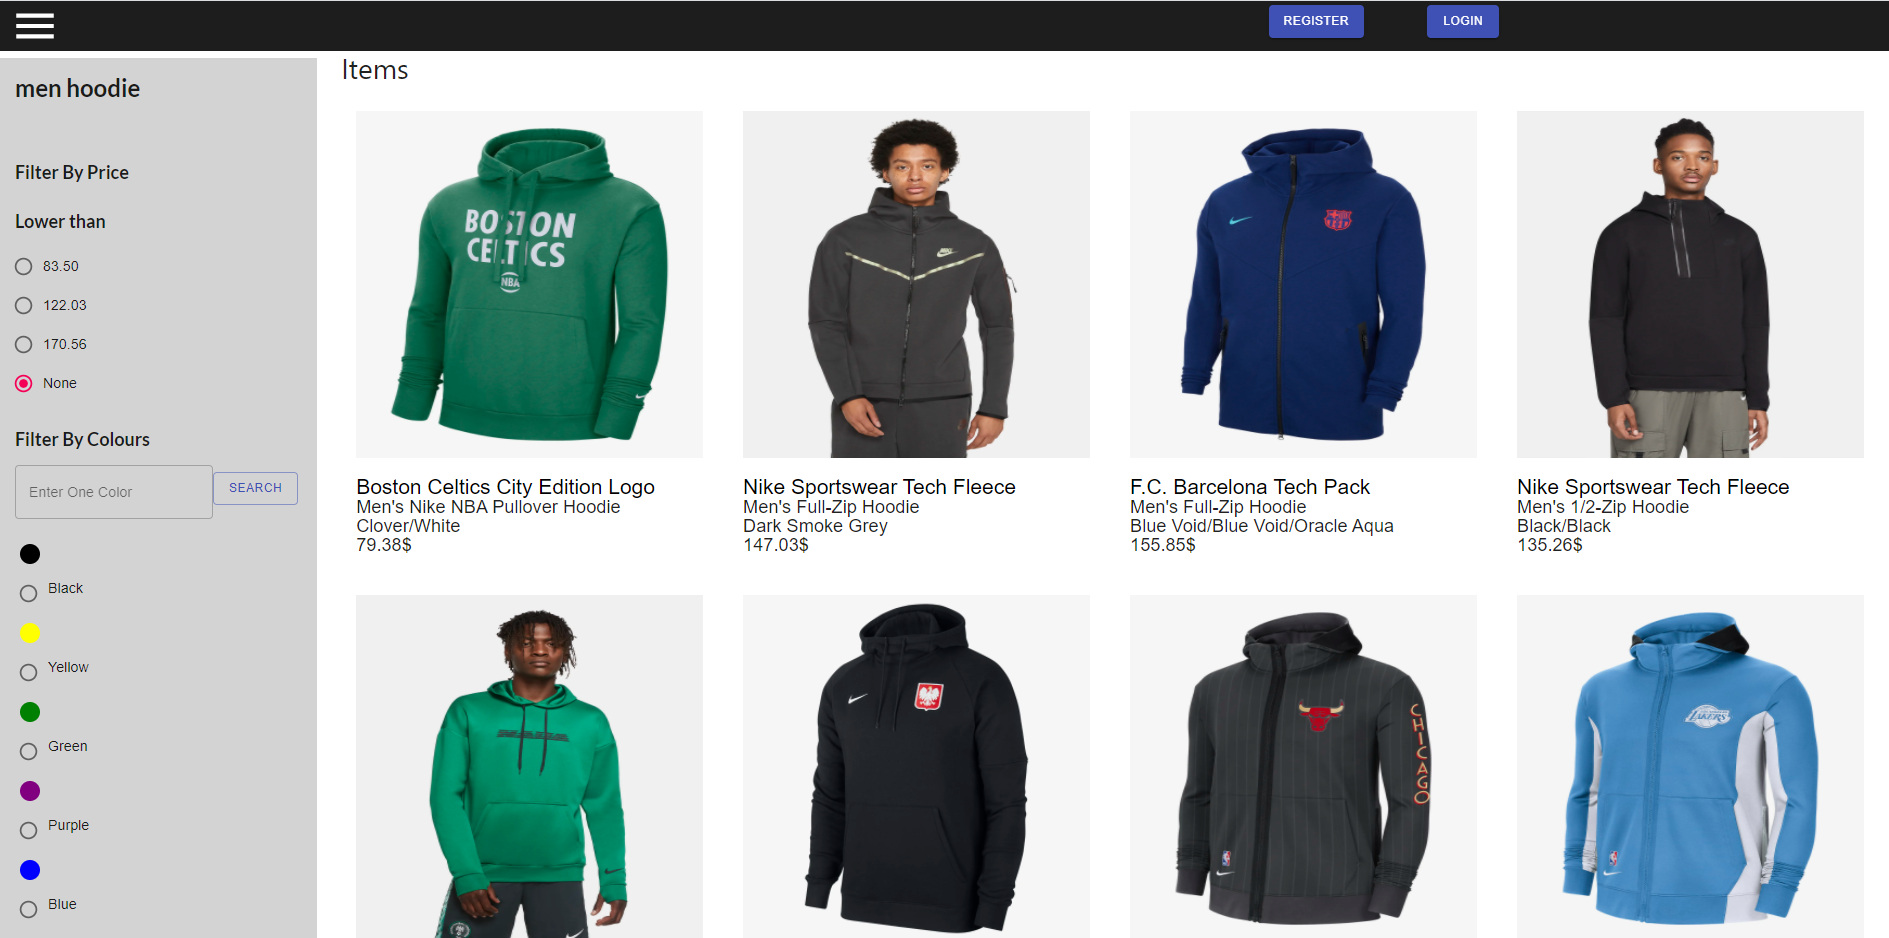 REGISTER
LOGIN
men hoodie
Filter By Price
Lower than
83.50
122.03
170.56
None
Filter By Colours
Enter One Color
SEARCH
Black
Yellow
Green
Purple
Blue
Items
BOSTON
CELTICS
NBA
Boston Celtics City Edition Logo
Men's Nike NBA Pullover Hoodie
Clover/White
79.38$
NIKE
Nike Sportswear Tech Fleece
Men's Full-Zip Hoodie
Dark Smoke Grey
147.03$
F.C. Barcelona Tech Pack
Men's Full-Zip Hoodie
Blue Void/Blue Void/Oracle Aqua
155.85$
Nike Sportswear Tech Fleece
Men's 1/2-Zip Hoodie
Black/Black
135.26$
CHICAGO
LAKERS